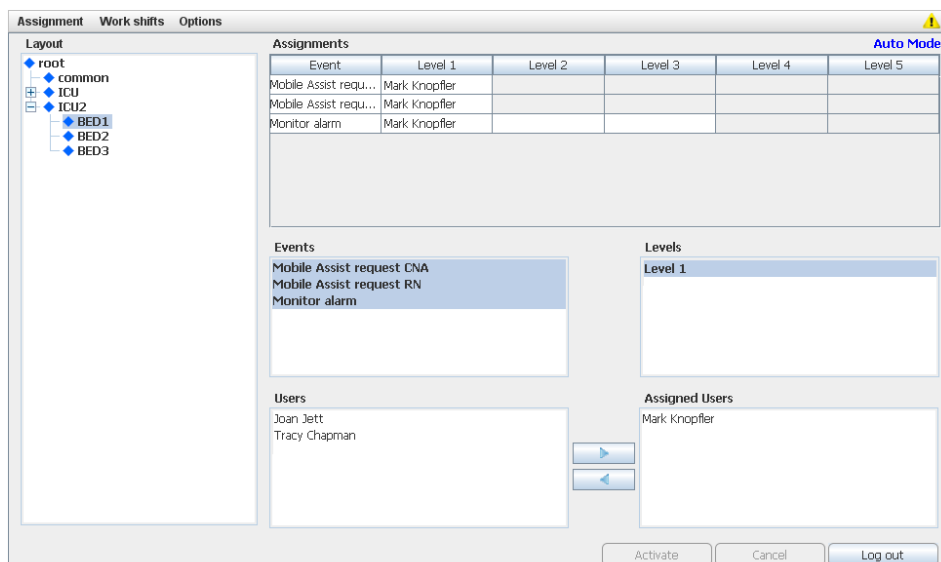 Assignment Work shifts Options
Layout
root
common
ICU
ICU2
BED1
BED2
BED3
Assignments Auto Mode
Event Level 1 Level 2 Level 3 Level 4 Level 5
Mobile Assist requ... Mark Knopfler
Mobile Assist requ... Mark Knopfler
Monitor alarm Mark Knopfler
Events
Mobile Assist request CNA
Mobile Assist request RN
Monitor alarm
Levels
Level 1
Users
Joan Jett
Tracy Chapman
Assigned Users
Mark Knopfler
Activate Cancel Log out